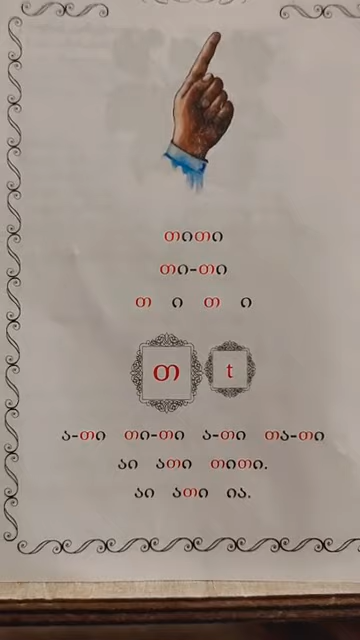 თითი
თი-თი
თ ი თ ი
თ t
ა-თი თი-თი ა-თი თა-თი
აი ათი თითი.
აი ათი ია.